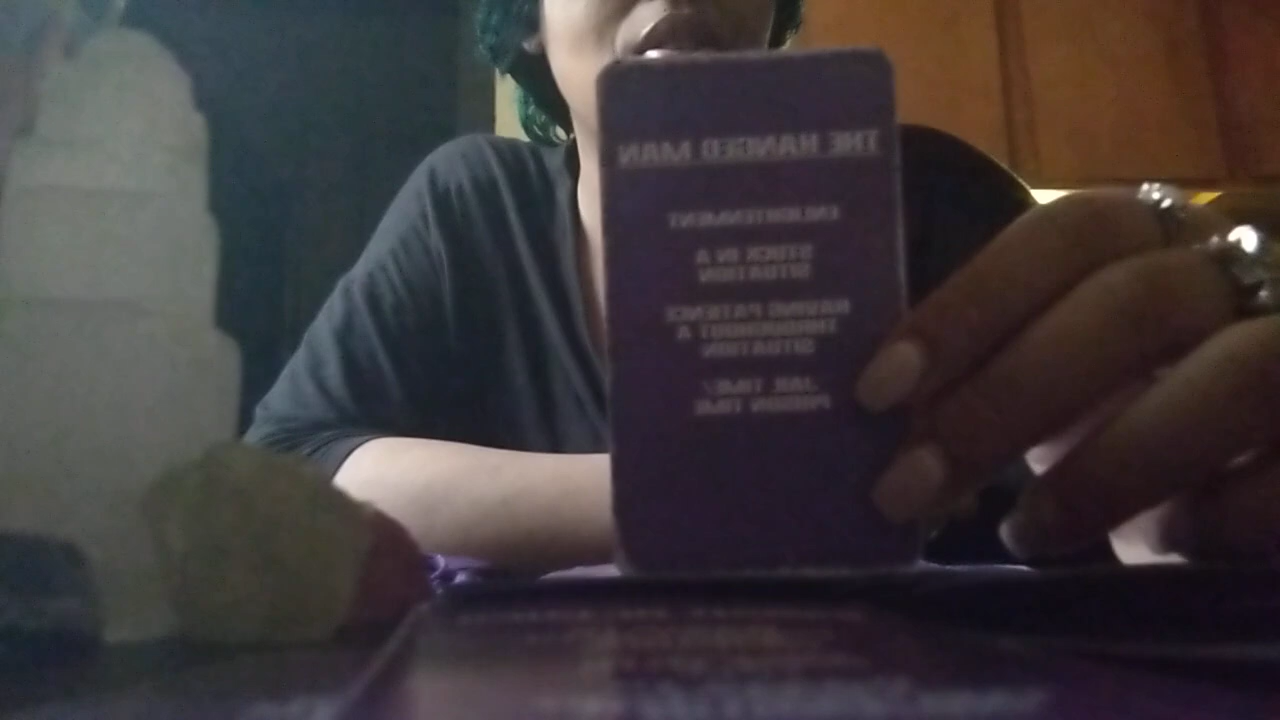 THE HANGED MAN
ENLIGHTENMENT
STUCK IN A
SITUATION
HAVING PATIENCE
THROUGHOUT A
SITUATION
JAIL TIME/
PRISON TIME